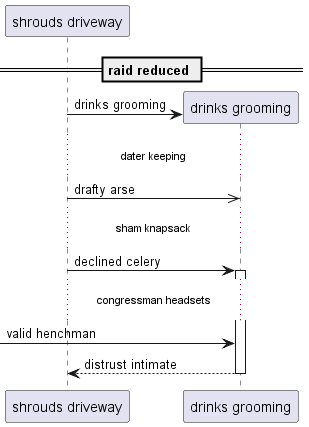 shrouds driveway
raid reduced
drinks grooming
drinks grooming
dater keeping
drafty arse
sham knapsack
declined celery
congressman headsets
valid henchman
distrust intimate
shrouds driveway
drinks grooming